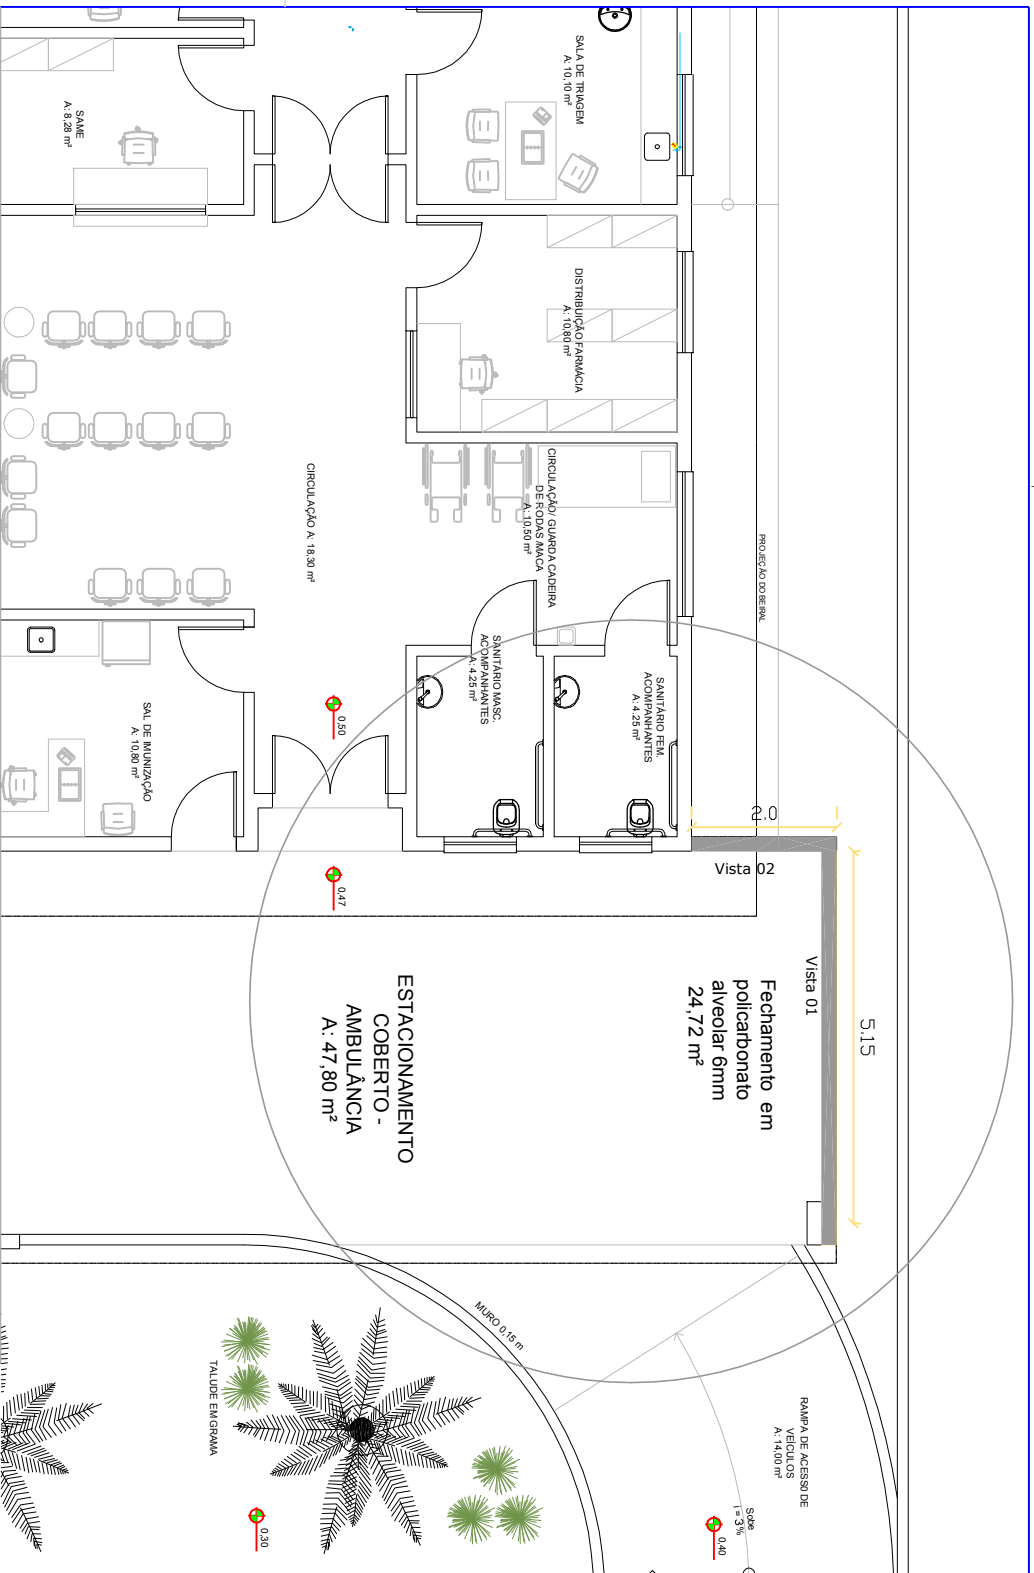 SALA DE TRIAGEM
A: 10,10 m²
SAME
A: 8,28 m²
DISTRIBUIÇÃO FARMÁCIA
A: 10,80 m²
CIRCULAÇÃO A: 18,30 m²
CIRCULAÇÃO/ GUARDA CADEIRA
DE RODAS /MACA
A: 10,50 m²
PROJEÇÃO DO BEIRAL
SANITÁRIO MASC.
ACOMPANHANTES
A: 4.25 m²
SANITÁRIO FEM.
ACOMPANHANTES
A: 4.25 m²
SAL DE IMUNIZAÇÃO
A: 10,80 m²
0,50
0,47
2.0
Vista 02
Vista 01
5.15
Fechamento em
policarbonato
alveolar 6mm
24,72 m²
ESTACIONAMENTO
COBERTO -
AMBULÂNCIA
A: 47,80 m²
MURO 0,15 m
TALUDE EM GRAMA
RAMPA DE ACESSO DE
VEÍCULOS
A: 14,00 m²
Sobe
i = 3%
0,30
0,40